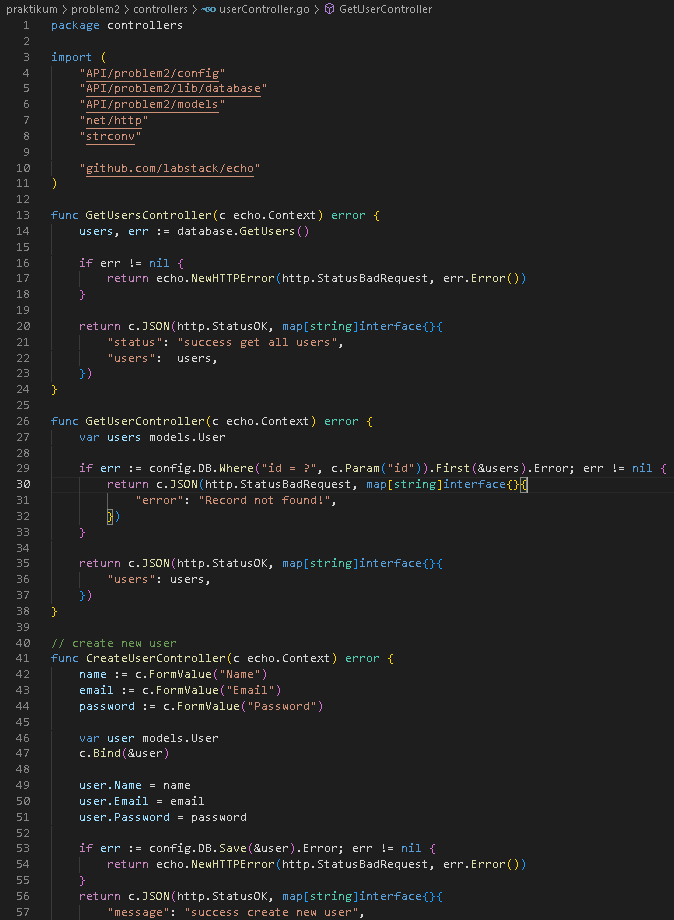 praktikum > problem2 > controllers > userController.go > GetUserController
1 package controllers
2
3 import (
4 "API/problem2/config"
5 "API/problem2/lib/database"
6 "API/problem2/models"
7 "net/http"
8 "strconv"
9
10 "github.com/labstack/echo"
11 )
12
13 func GetUsersController(c echo.Context) error {
14 users, err := database.GetUsers()
15
16 if err != nil {
17 return echo.NewHTTPError(http.StatusBadRequest, err.Error())
18 }
19
20 return c.JSON(http.StatusOK, map[string]interface{}{
21 "status": "success get all users",
22 "users":  users,
23 })
24 }
25
26 func GetUserController(c echo.Context) error {
27 var users models.User
28
29 if err := config.DB.Where("id = ?", c.Param("id")).First(&users).Error; err != nil {
30 return c.JSON(http.StatusBadRequest, map[string]interface{}{
31 "error": "Record not found!",
32 })
33 }
34
35 return c.JSON(http.StatusOK, map[string]interface{}{
36 "users": users,
37 })
38 }
39
40 // create new user
41 func CreateUserController(c echo.Context) error {
42 name := c.FormValue("Name")
43 email := c.FormValue("Email")
44 password := c.FormValue("Password")
45
46 var user models.User
47 c.Bind(&user)
48
49 user.Name = name
50 user.Email = email
51 user.Password = password
52
53 if err := config.DB.Save(&user).Error; err != nil {
54 return echo.NewHTTPError(http.StatusBadRequest, err.Error())
55 }
56 return c.JSON(http.StatusOK, map[string]interface{}{
57 "message": "success create new user",